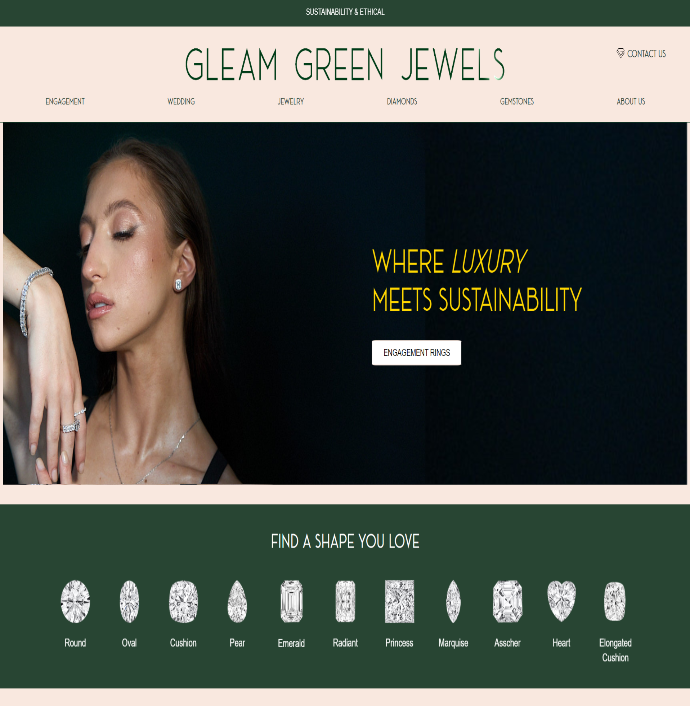 SUSTAINABILITY & ETHICAL
GLEAM GREEN JEWELS
CONTACT US
ENGAGEMENT WEDDING JEWELRY DIAMONDS GEMSTONES ABOUT US
WHERE LUXURY
MEETS SUSTAINABILITY
ENGAGEMENT RINGS
FIND A SHAPE YOU LOVE
Round Oval Cushion Pear Emerald Radiant Princess Marquise Asscher Heart Elongated
Cushion